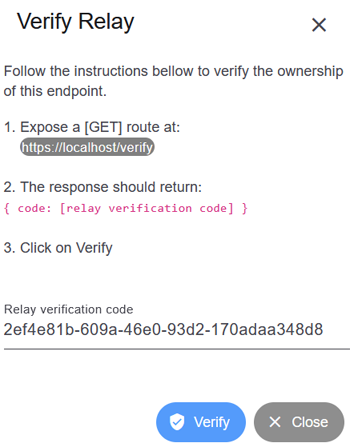 Verify Relay
Follow the instructions bellow to verify the ownership
of this endpoint.
1. Expose a [GET] route at:
https://localhost/verify
2. The response should return:
{ code: [relay verification code] }
3. Click on Verify
Relay verification code
2ef4e81b-609a-46e0-93d2-170adaa348d8
Verify
Close